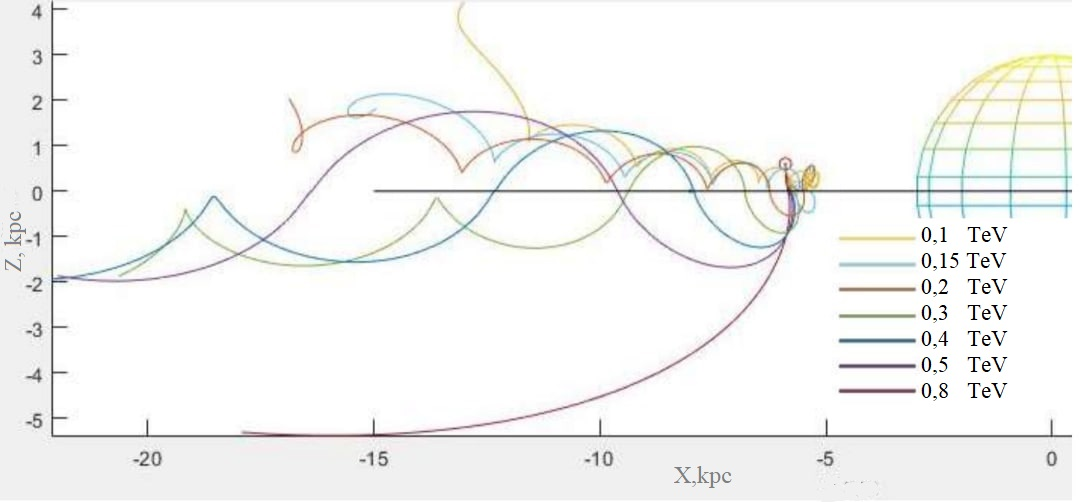 4
3
2
1
0
-1
-2
-3
-4
-5
Z, kpc
0,1 TeV
0,15 TeV
0,2 TeV
0,3 TeV
0,4 TeV
0,5 TeV
0,8 TeV
-20 -15 -10 -5 0
X,kpc